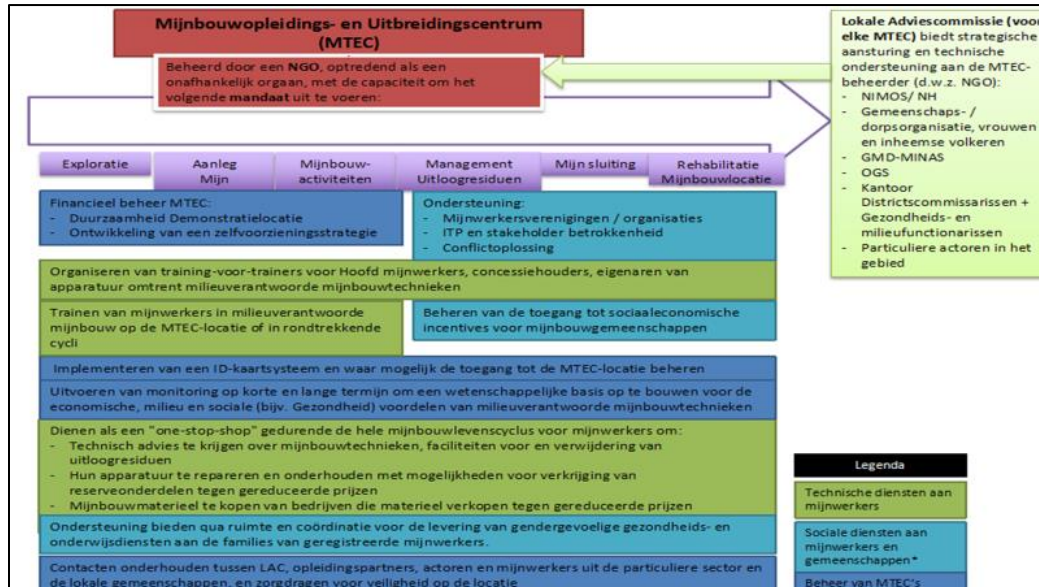 Mijnbouwopleidings- en Uitbreidingscentrum
(MTEC)
Beheerd door een NGO, optredend als een
onafhankelijk orgaan, met de capaciteit om het
volgende mandaat uit te voeren:
Lokale Adviescommissie (voor
elke MTEC) biedt strategische
aansturing en technische
ondersteuning aan de MTEC-
beheerder (d.w.z. NGO):
- NIMOS/ NH
- Gemeenschaps- /
dorpsorganisatie, vrouwen
en inheemse volkeren
- GMD-MINAS
- OGS
- Kantoor
Districtscommissarissen +
Gezondheids- en
milieufunctionarissen
- Particuliere actoren in het
gebied
Exploratie
Aanleg
Mijn
Mijnbouw-
activiteiten
Management
Uitloogresiduen
Mijn sluiting
Rehabilitatie
Mijnbouwlocatie
Financieel beheer MTEC:
- Duurzaamheid Demonstratielocatie
- Ontwikkeling van een zelfvoorzieningsstrategie
Ondersteuning:
- Mijnwerkersverenigingen / organisaties
- ITP en stakeholder betrokkenheid
- Conflictoplossing
Organiseren van training-voor-trainers voor Hoofd mijnwerkers, concessiehouders, eigenaren van
apparatuur omtrent milieuverantwoorde mijnbouwtechnieken
Trainen van mijnwerkers in milieuverantwoorde
mijnbouw op de MTEC-locatie of in rondtrekkende
cycli
Beheren van de toegang tot sociaaleconomische
incentives voor mijnbouwgemeenschappen
Implementeren van een ID-kaartsysteem en waar mogelijk de toegang tot de MTEC-locatie beheren
Uitvoeren van monitoring op korte en lange termijn om een wetenschappelijke basis op te bouwen voor de
economische, milieu en sociale (bijv. Gezondheid) voordelen van milieuverantwoorde mijnbouwtechnieken
Dienen als een "one-stop-shop" gedurende de hele mijnbouwlevenscyclus voor mijnwerkers om:
- Technisch advies te krijgen over mijnbouwtechnieken, faciliteiten voor en verwijdering van
uitloogresiduen
- Hun apparatuur te repareren en onderhouden met mogelijkheden voor verkrijging van
reserveonderdelen tegen gereduceerde prijzen
- Mijnbouwmaterieel te kopen van bedrijven die materieel verkopen tegen gereduceerde prijzen
Ondersteuning bieden qua ruimte en coördinatie voor de levering van gendergevoelige gezondheids- en
onderwijsdiensten aan de families van geregistreerde mijnwerkers.
Contacten onderhouden tussen LAC, opleidingspartners, actoren en mijnwerkers uit de particuliere sector en
de lokale gemeenschappen, en zorgdragen voor veiligheid op de locatie
Legenda
Technische diensten aan
mijnwerkers
Sociale diensten aan
mijnwerkers en
gemeenschappen*
Beheer van MTEC's